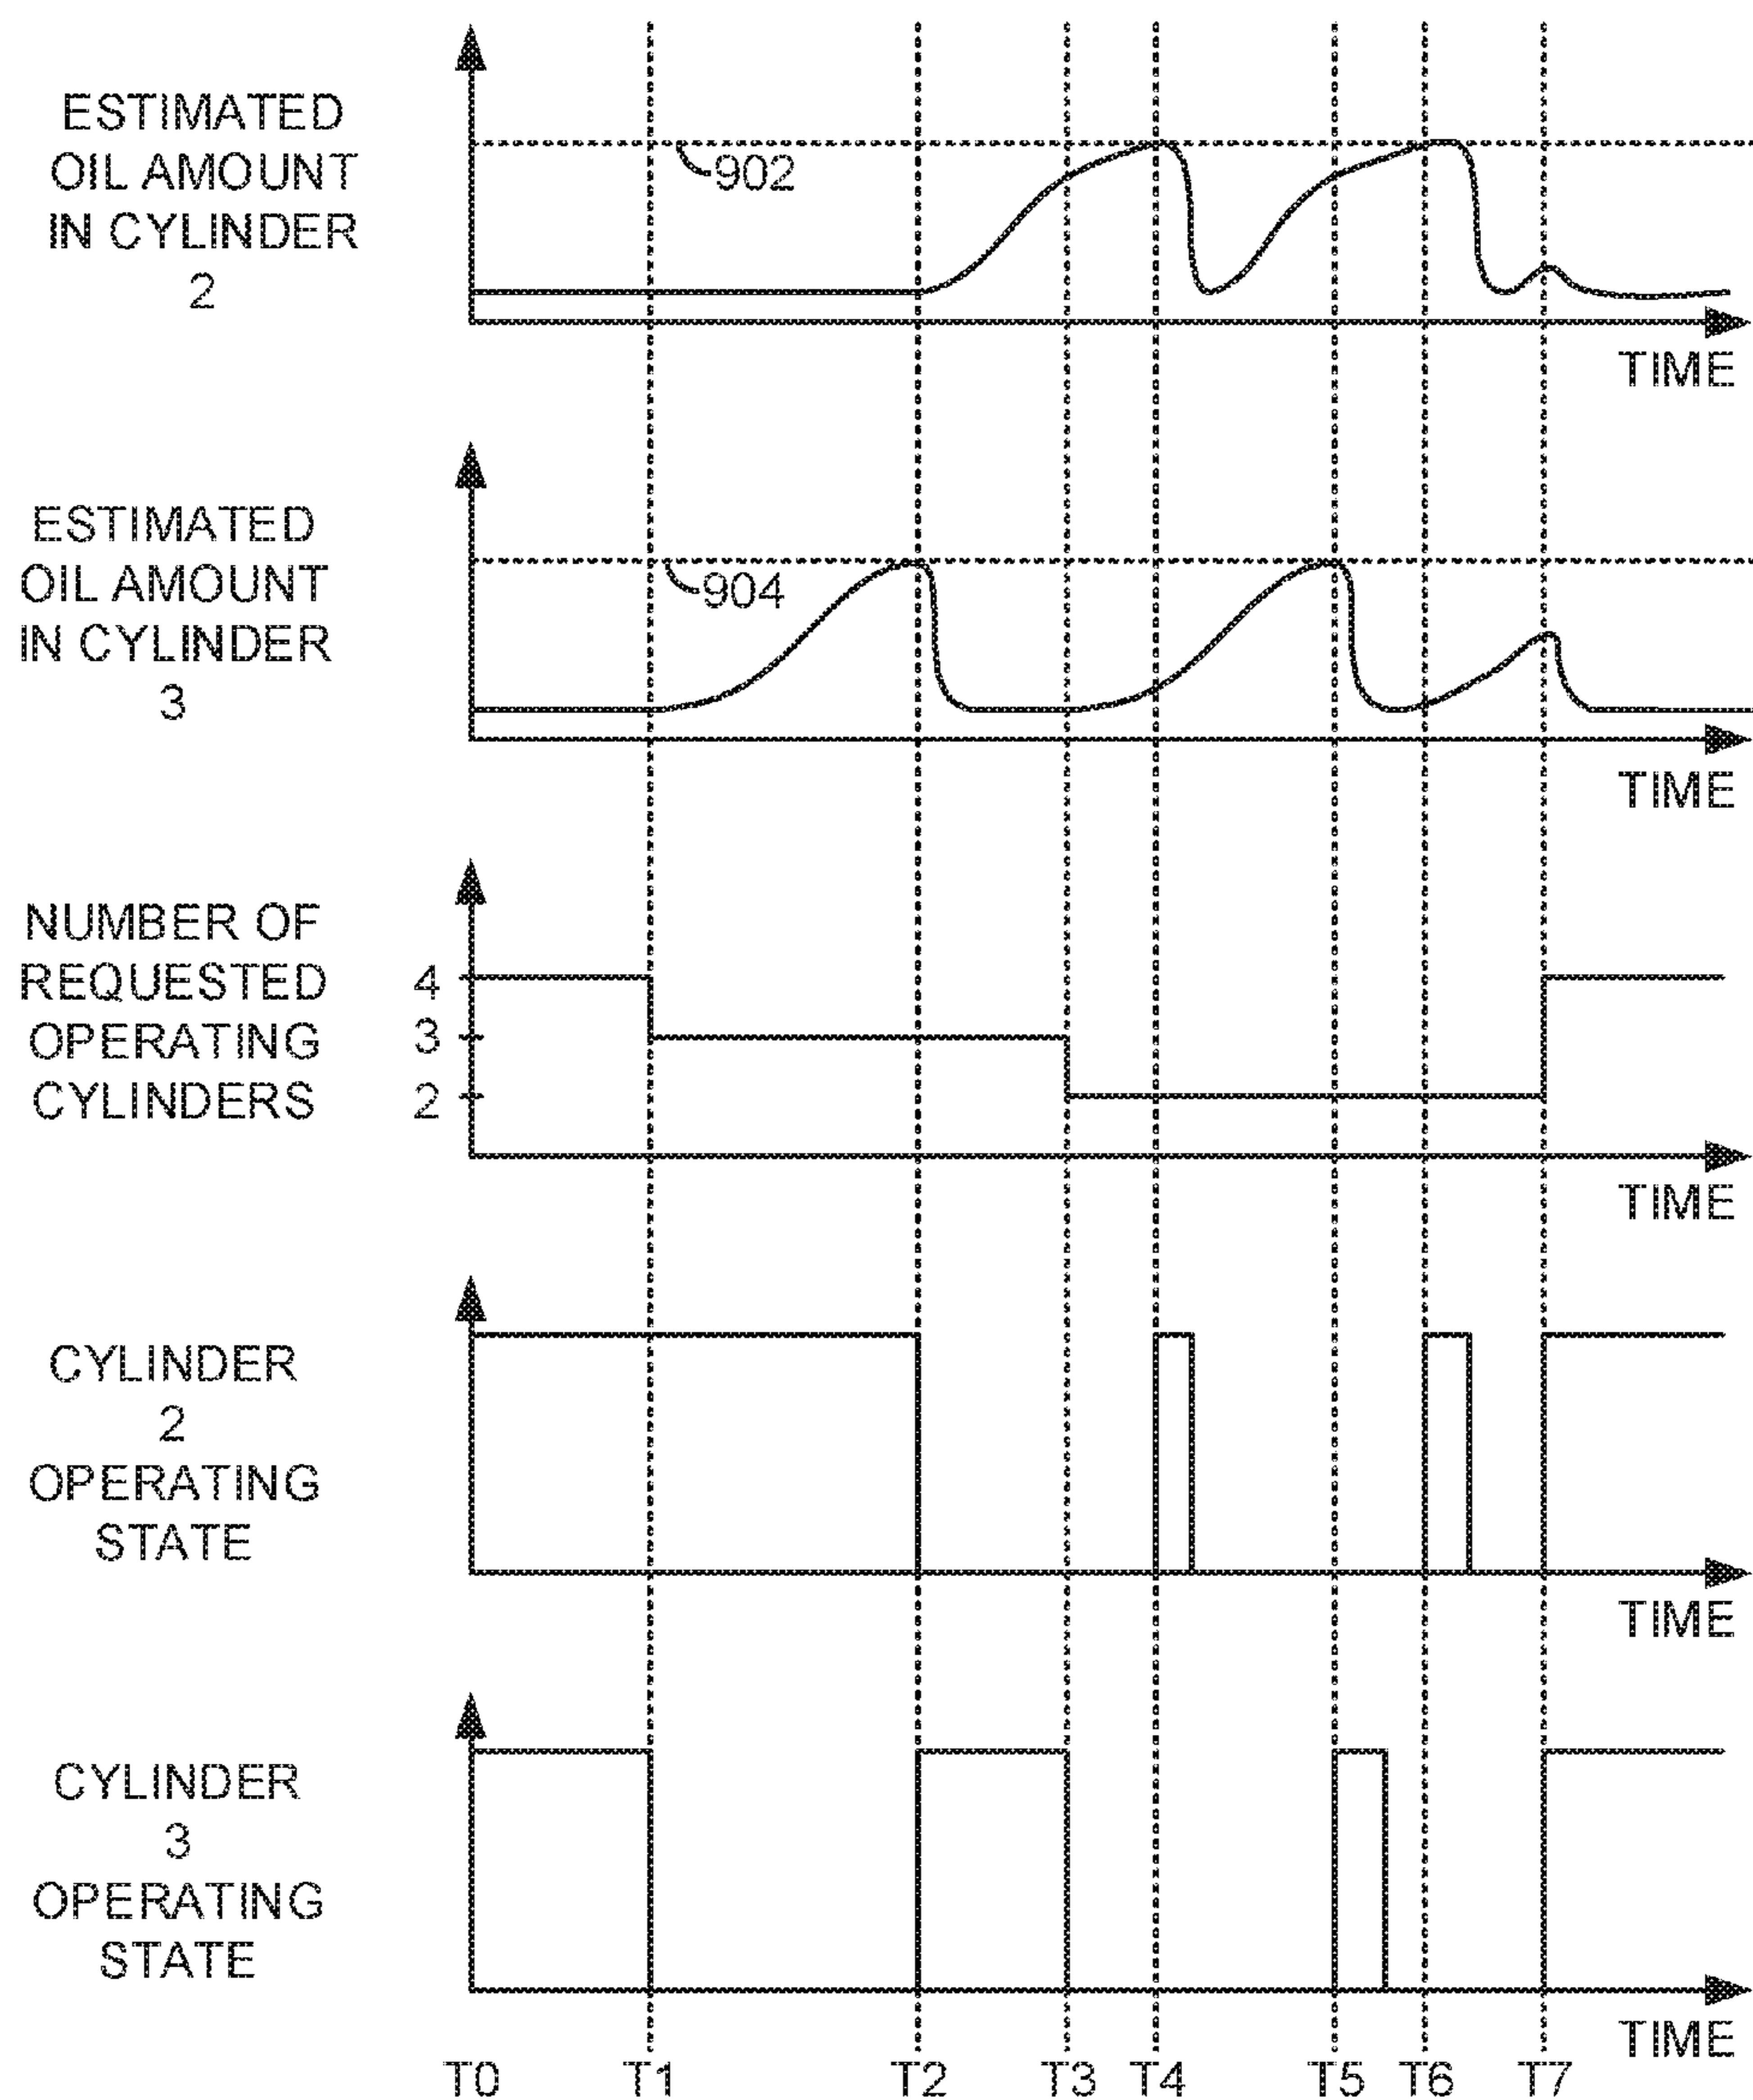 ESTIMATED
OIL AMOUNT
IN CYLINDER
2
902
TIME
ESTIMATED
OIL AMOUNT
IN CYLINDER
3
904
TIME
NUMBER OF
REQUESTED
OPERATING
CYLINDERS
4
3
2
TIME
CYLINDER
2
OPERATING
STATE
TIME
CYLINDER
3
OPERATING
STATE
TIME
T0 T1 T2 T3 T4 T5 T6 T7